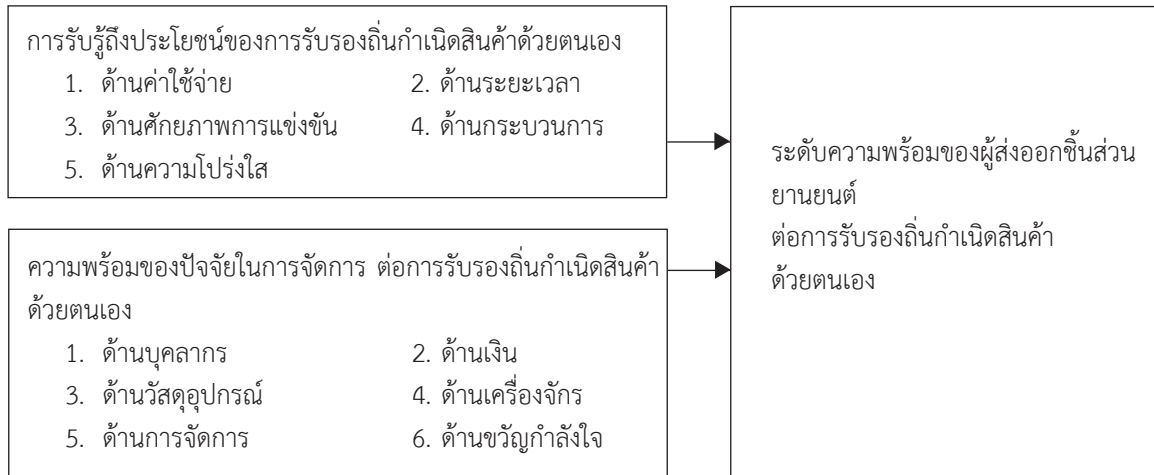 การรับรู้ถึงประโยชน์ของการรับรองถิ่นกำเนิดสินค้าด้วยตนเอง
1. ด้านค่าใช้จ่าย 2. ด้านระยะเวลา
3. ด้านศักยภาพการแข่งขัน 4. ด้านกระบวนการ
5. ด้านความโปร่งใส
ความพร้อมของปัจจัยในการจัดการ ต่อการรับรองถิ่นกำเนิดสินค้า
ด้วยตนเอง
1. ด้านบุคลากร 2. ด้านเงิน
3. ด้านวัสดุอุปกรณ์ 4. ด้านเครื่องจักร
5. ด้านการจัดการ 6. ด้านขวัญกำลังใจ
ระดับความพร้อมของผู้ส่งออกชิ้นส่วน
ยานยนต์
ต่อการรับรองถิ่นกำเนิดสินค้า
ด้วยตนเอง